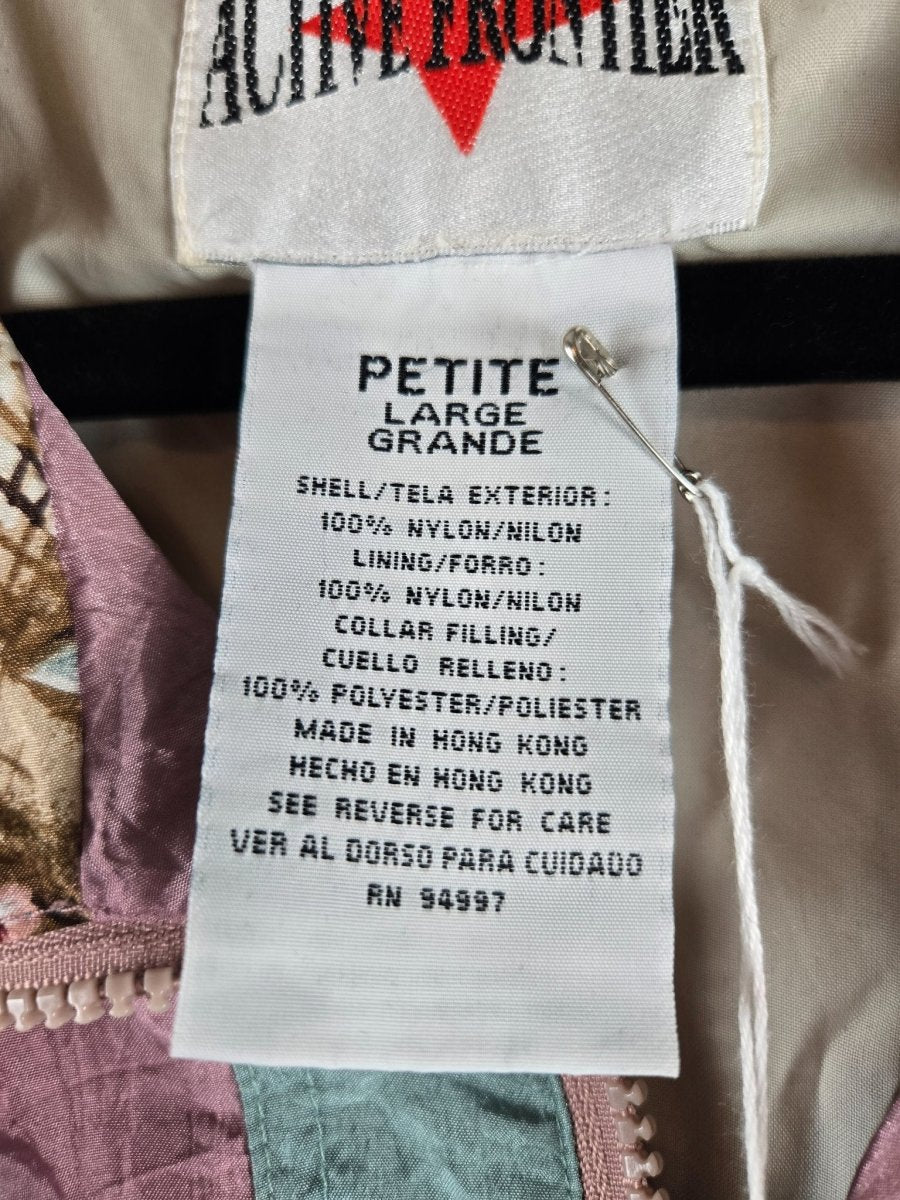 ACTIVE FRONTIER
PETITE
LARGE
GRANDE
SHELL/TELA EXTERIOR:
100% NYLON/NILON
LINING/FORRO:
100% NYLON/NILON
COLLAR FILLING/
CUELLO RELLENO:
100% POLYESTER/POLIESTER
MADE IN HONG KONG
HECHO EN HONG KONG
SEE REVERSE FOR CARE
VER AL DORSO PARA CUIDADO
RN 94997